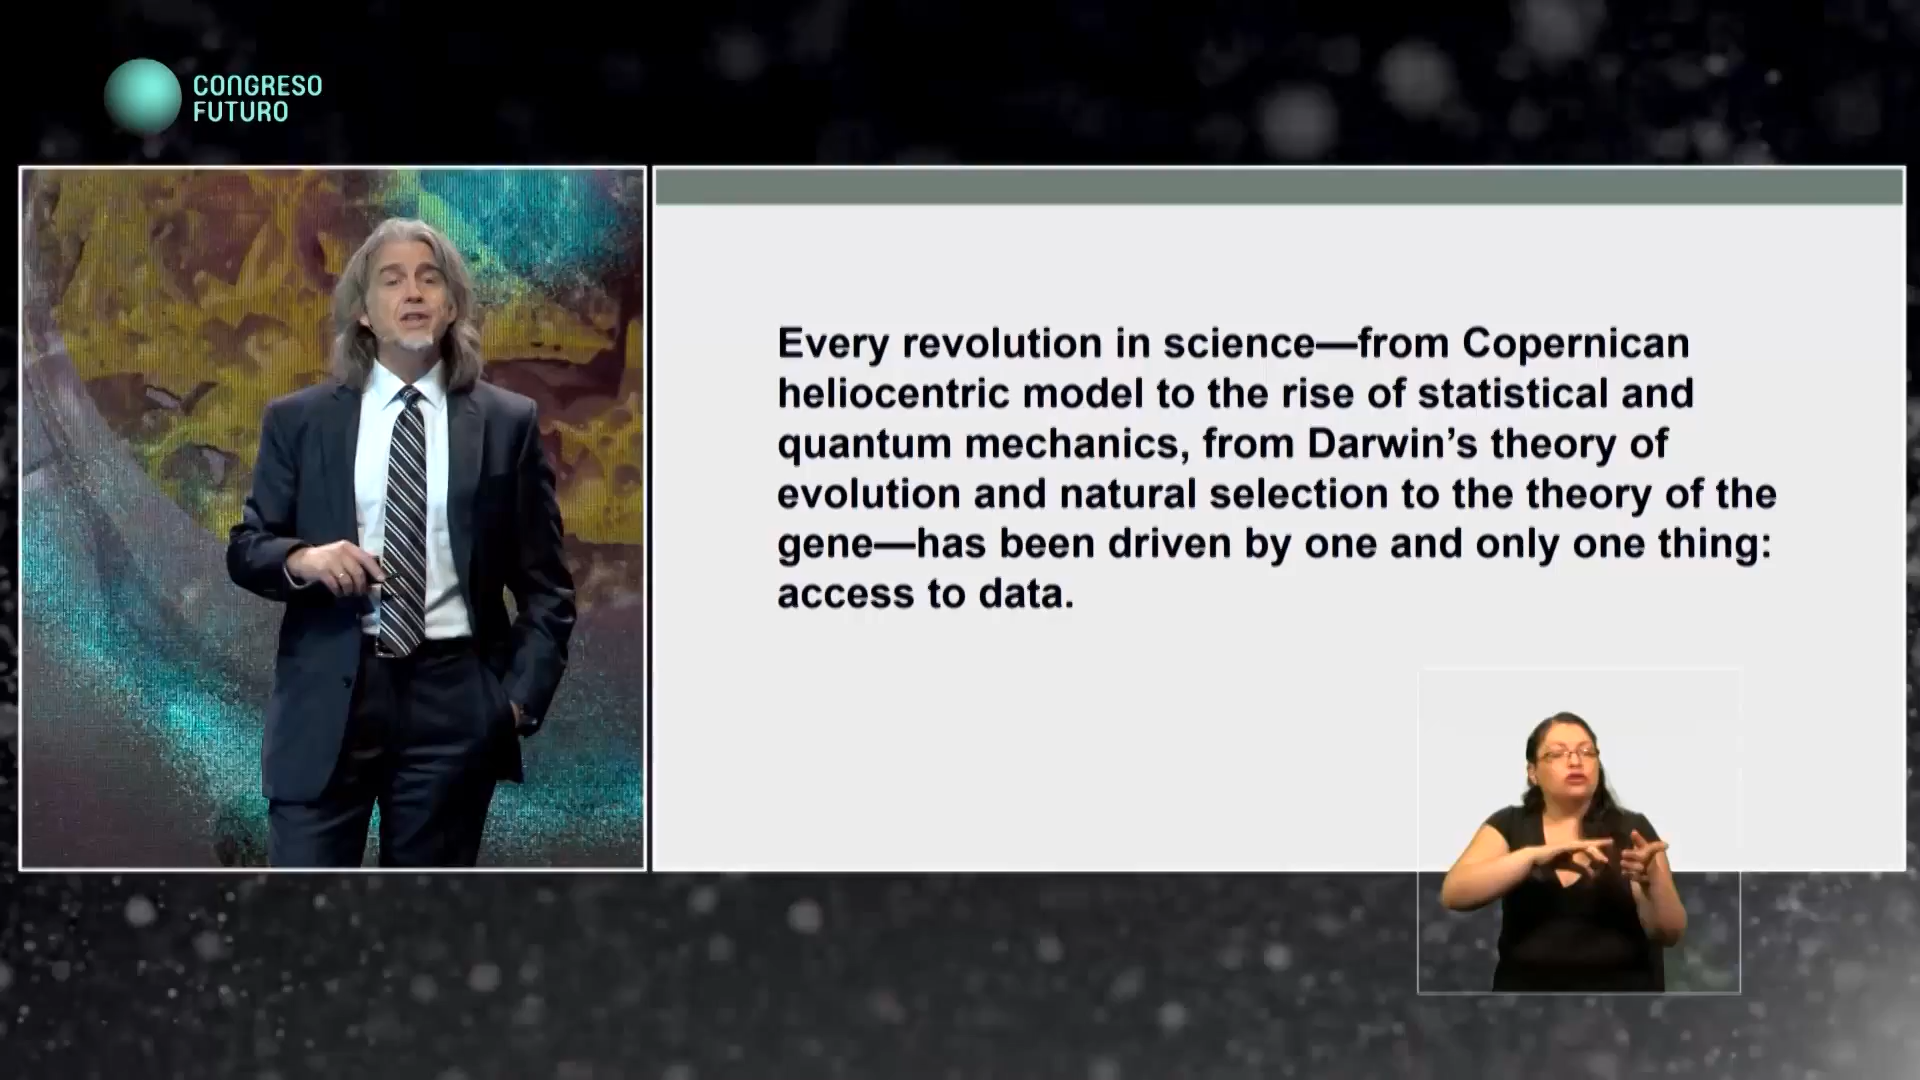 CONGRESO
FUTURO
Every revolution in science—from Copernican
heliocentric model to the rise of statistical and
quantum mechanics, from Darwin’s theory of
evolution and natural selection to the theory of the
gene—has been driven by one and only one thing:
access to data.